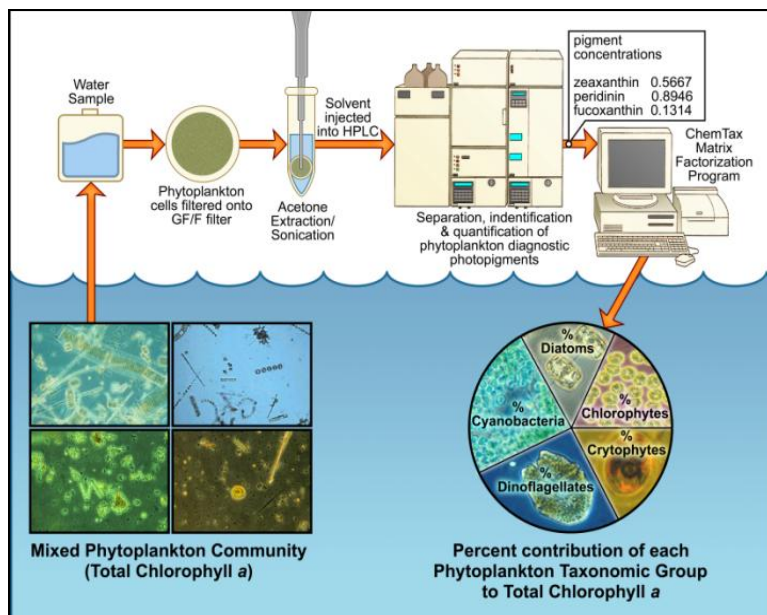 Water
Sample
Phytoplankton
cells filtered onto
GF/F filter
Acetone
Extraction/
Sonication
Solvent
injected
into HPLC
Separation, indentification
& quantification of
phytoplankton diagnostic
photopigments
pigment
concentrations
zeaxanthin 0.5667
peridinin 0.8946
fucoxanthin 0.1314
ChemTax
Matrix
Factorization
Program
%
Diatoms
%
Chlorophytes
%
Crytophytes
%
Dinoflagellates
%
Cyanobacteria
Mixed Phytoplankton Community
(Total Chlorophyll a)
Percent contribution of each
Phytoplankton Taxonomic Group
to Total Chlorophyll a